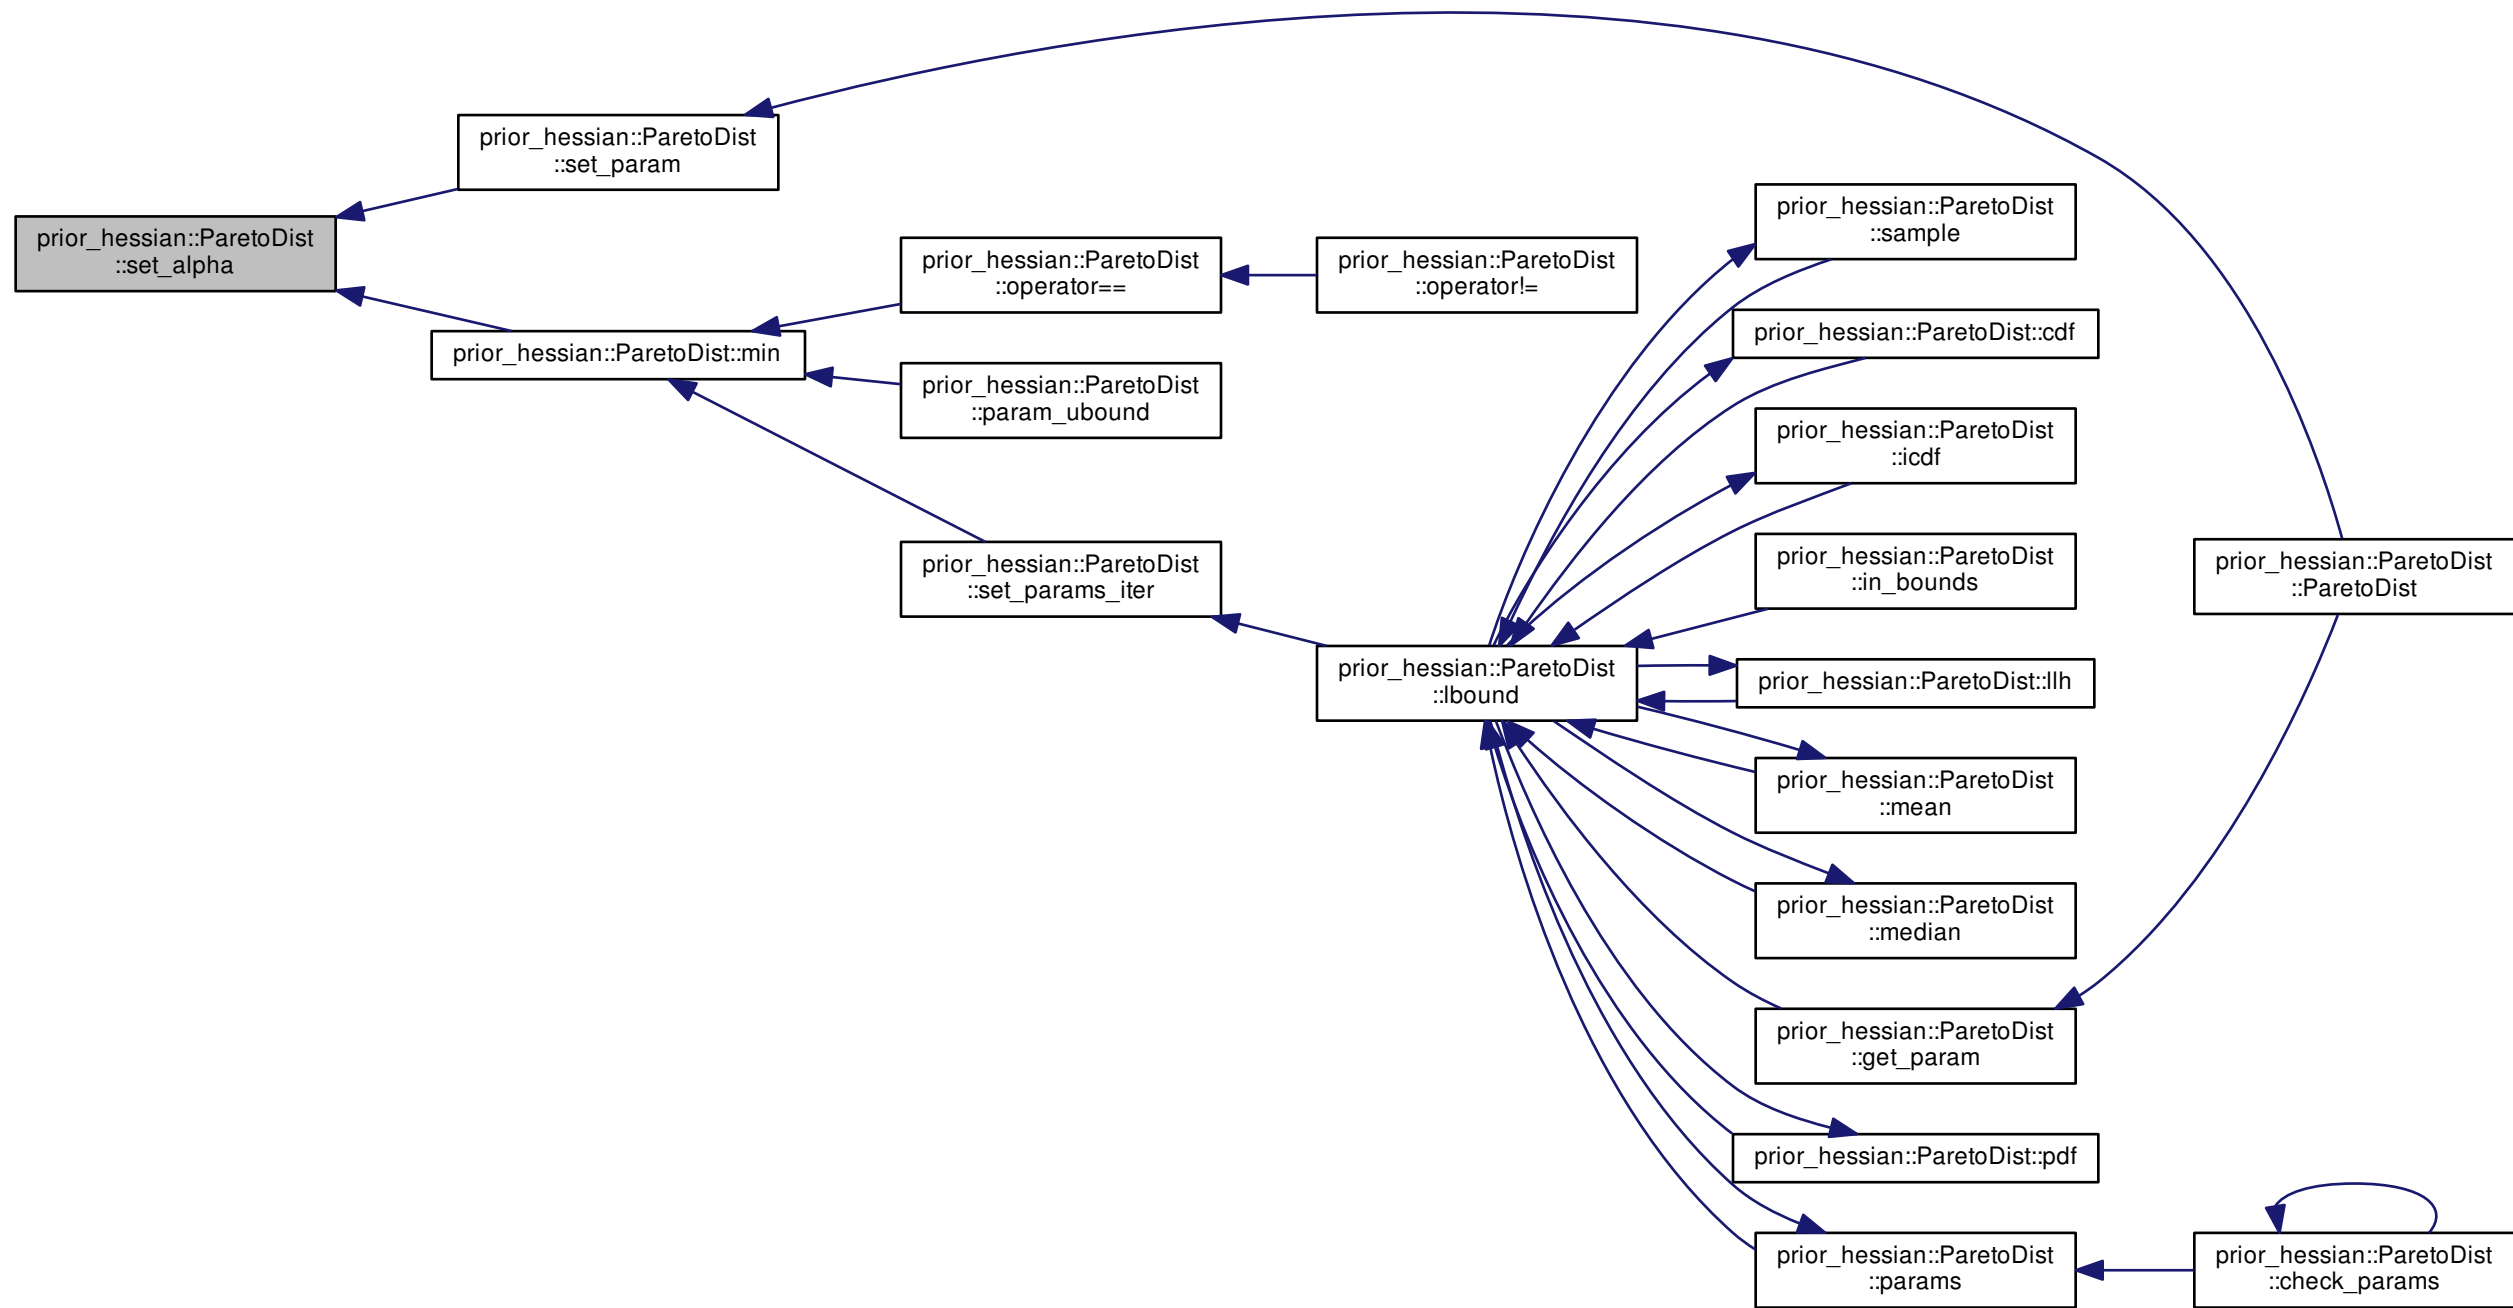 prior_hessian::ParetoDist
::set_alpha
prior_hessian::ParetoDist
::set_param
prior_hessian::ParetoDist::min
prior_hessian::ParetoDist
::operator==
prior_hessian::ParetoDist
::operator!=
prior_hessian::ParetoDist
::param_ubound
prior_hessian::ParetoDist
::set_params_iter
prior_hessian::ParetoDist
::lbound
prior_hessian::ParetoDist
::sample
prior_hessian::ParetoDist::cdf
prior_hessian::ParetoDist
::icdf
prior_hessian::ParetoDist
::in_bounds
prior_hessian::ParetoDist::llh
prior_hessian::ParetoDist
::mean
prior_hessian::ParetoDist
::median
prior_hessian::ParetoDist
::get_param
prior_hessian::ParetoDist::pdf
prior_hessian::ParetoDist
::params
prior_hessian::ParetoDist
::ParetoDist
prior_hessian::ParetoDist
::check_params